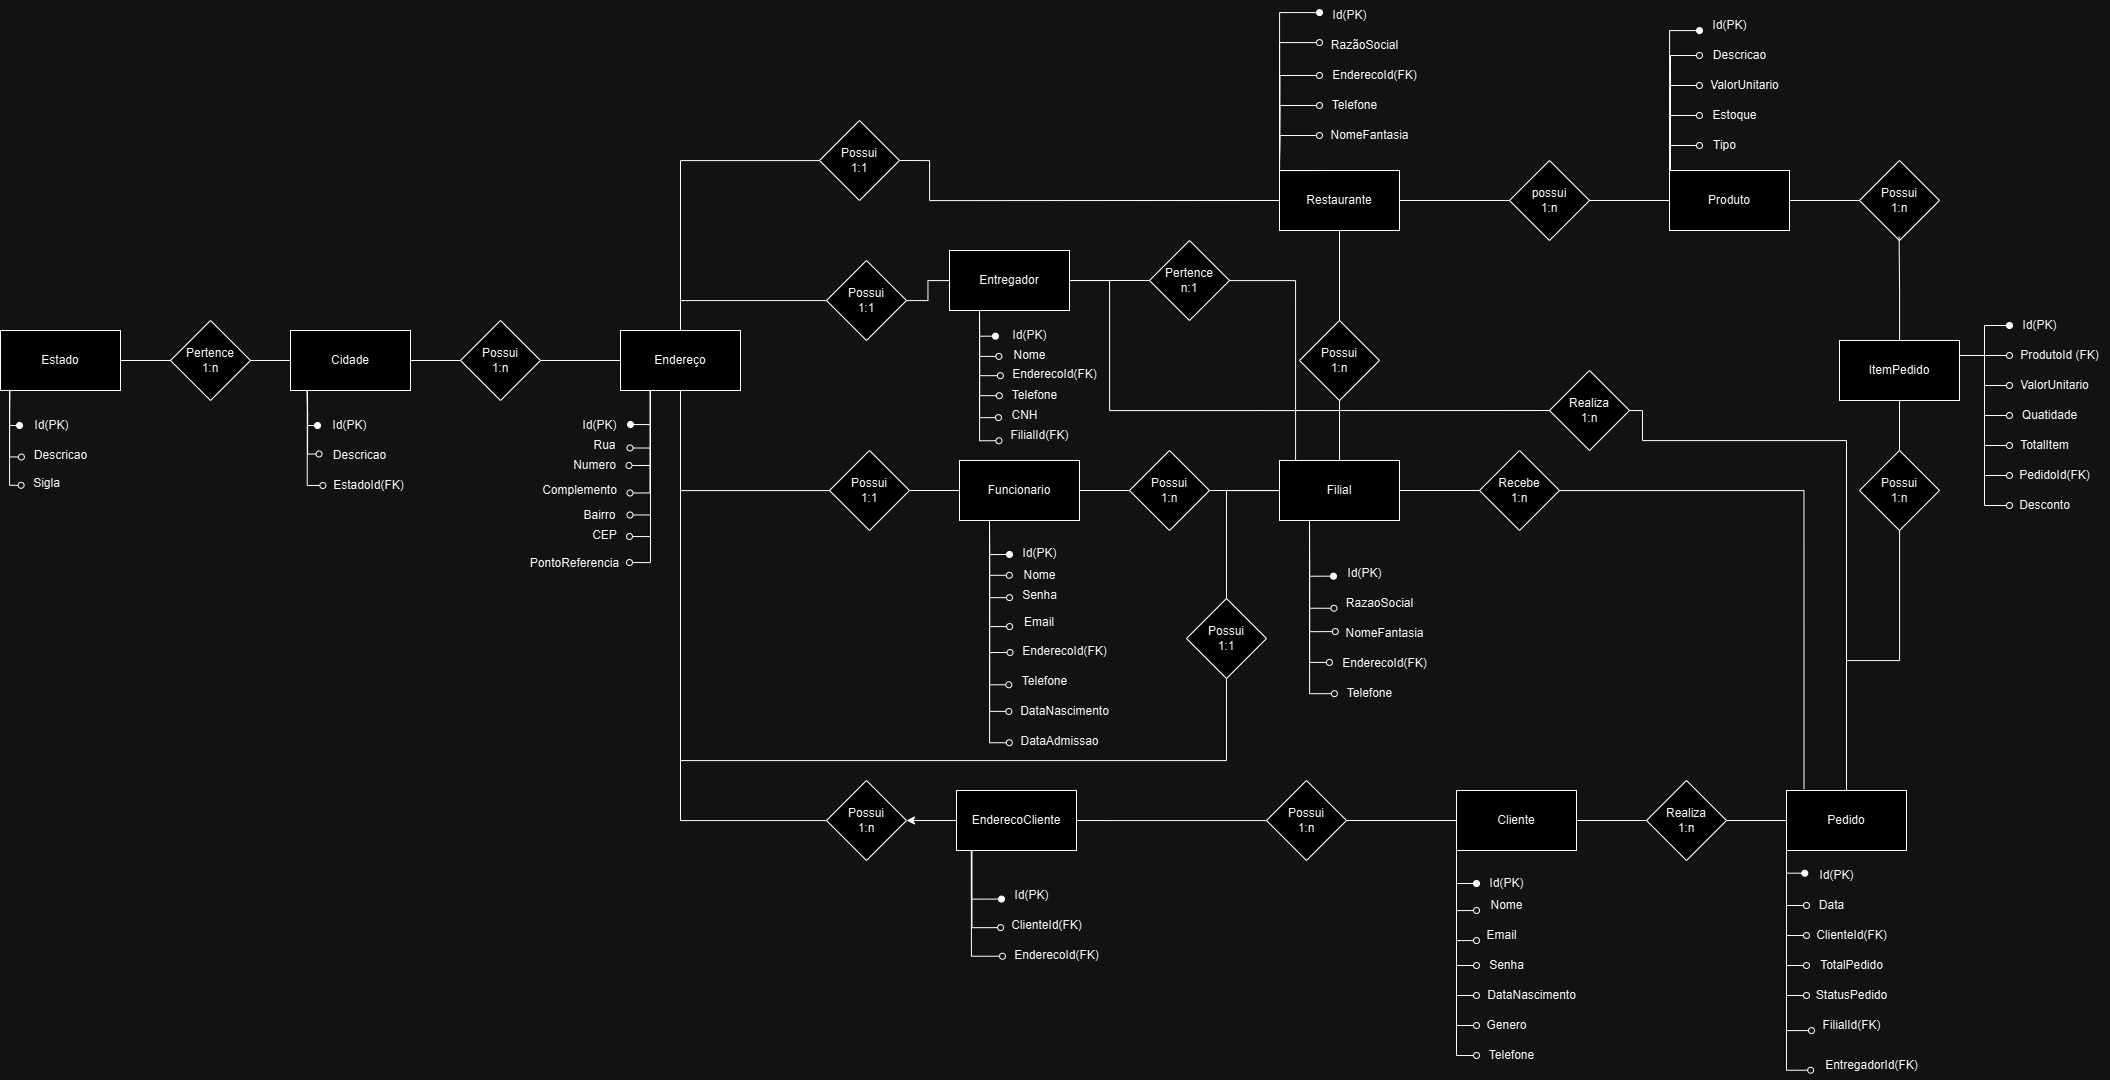 Id(PK)
RazãoSocial
EnderecoId(FK)
Telefone
NomeFantasia
Id(PK)
Descricao
ValorUnitario
Estoque
Tipo
Possui
1:1
Restaurante
possui
1:n
Produto
Possui
1:n
Possui
1:1
Entregador
Pertence
n:1
Id(PK)
Nome
EnderecoId(FK)
Telefone
CNH
FilialId(FK)
Estado
Pertence
1:n
Cidade
Possui
1:n
Endereço
Possui
1:n
Realiza
1:n
ItemPedido
Id(PK)
ProdutoId (FK)
ValorUnitario
Quatidade
TotalItem
PedidoId(FK)
Desconto
Id(PK)
Descricao
Sigla
Id(PK)
Descricao
EstadoId(FK)
Id(PK)
Rua
Numero
Complemento
Bairro
CEP
PontoReferencia
Possui
1:1
Funcionario
Possui
1:n
Filial
Recebe
1:n
Possui
1:n
Id(PK)
Nome
Senha
Email
EnderecoId(FK)
Telefone
DataNascimento
DataAdmissao
Possui
1:1
Id(PK)
RazaoSocial
NomeFantasia
EnderecoId(FK)
Telefone
Possui
1:n
EnderecoCliente
Possui
1:n
Cliente
Realiza
1:n
Pedido
Id(PK)
ClienteId(FK)
EnderecoId(FK)
Id(PK)
Nome
Email
Senha
DataNascimento
Genero
Telefone
Id(PK)
Data
ClienteId(FK)
TotalPedido
StatusPedido
FilialId(FK)
EntregadorId(FK)